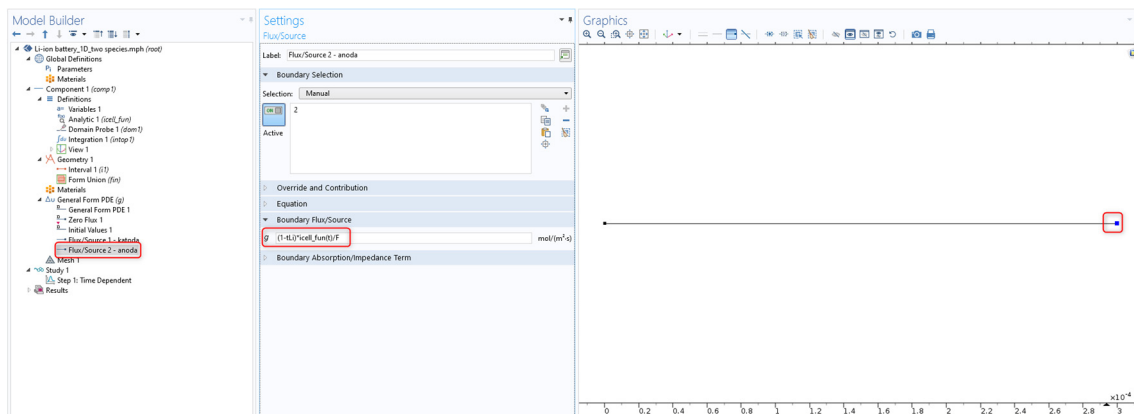 Model Builder
Li-ion battery_1D_two species.mph (root)
Global Definitions
Pi Parameters
Materials
Component 1 (comp1)
Definitions
a= Variables 1
Analytic 1 (icell_fun)
Domain Probe 1 (dom1)
Integration 1 (intop1)
View 1
Geometry 1
Interval 1 (i1)
Form Union (fin)
Materials
Δu General Form PDE (g)
General Form PDE 1
Zero Flux 1
Initial Values 1
Flux/Source 1 - katoda
Flux/Source 2 - anoda
Mesh 1
Study 1
Step 1: Time Dependent
Results
Settings
Flux/Source
Label: Flux/Source 2 - anoda
Boundary Selection
Selection: Manual
2
Active
Override and Contribution
Equation
Boundary Flux/Source
g (1-tLi)*icell_fun(t)/F mol/(m²·s)
Boundary Absorption/Impedance Term
Graphics
×10⁻⁴
0 0.2 0.4 0.6 0.8 1 1.2 1.4 1.6 1.8 2 2.2 2.4 2.6 2.8 3